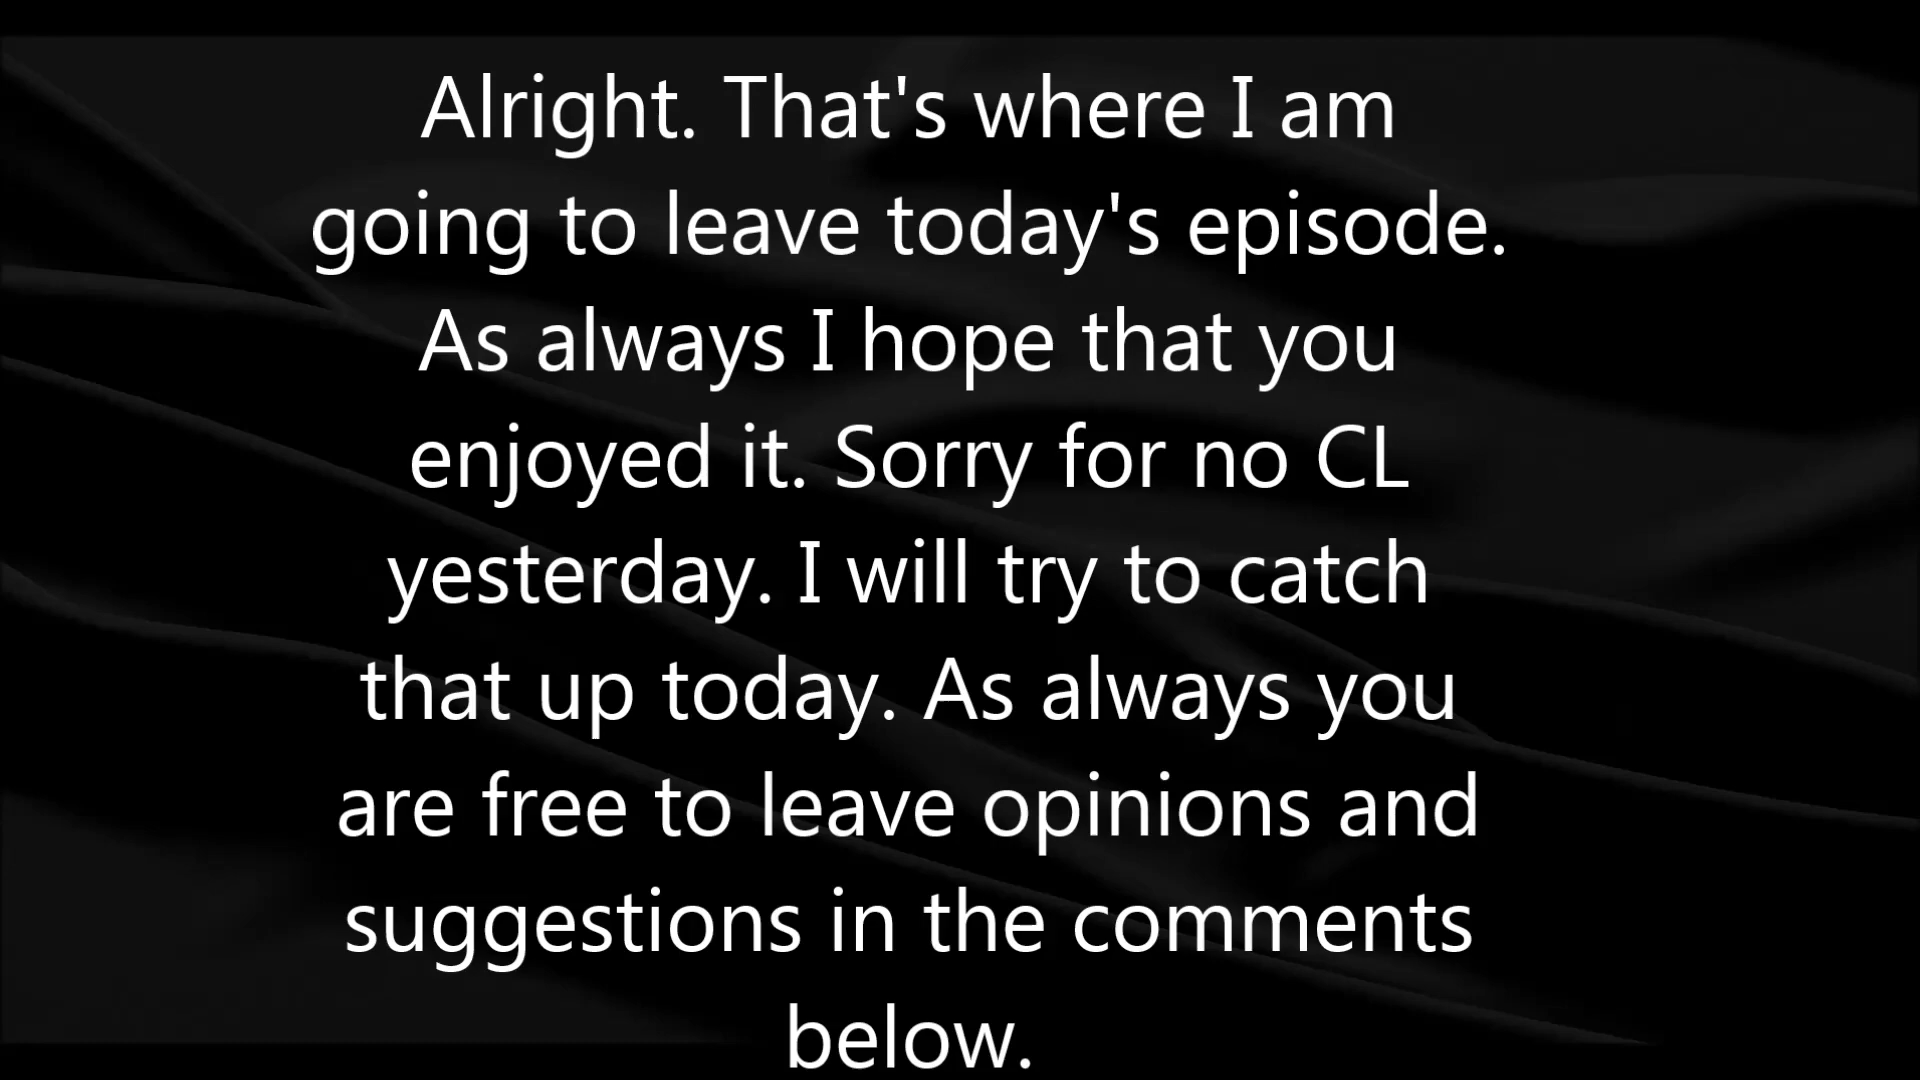 Alright. That's where I am
going to leave today's episode.
As always I hope that you
enjoyed it. Sorry for no CL
yesterday. I will try to catch
that up today. As always you
are free to leave opinions and
suggestions in the comments
below.